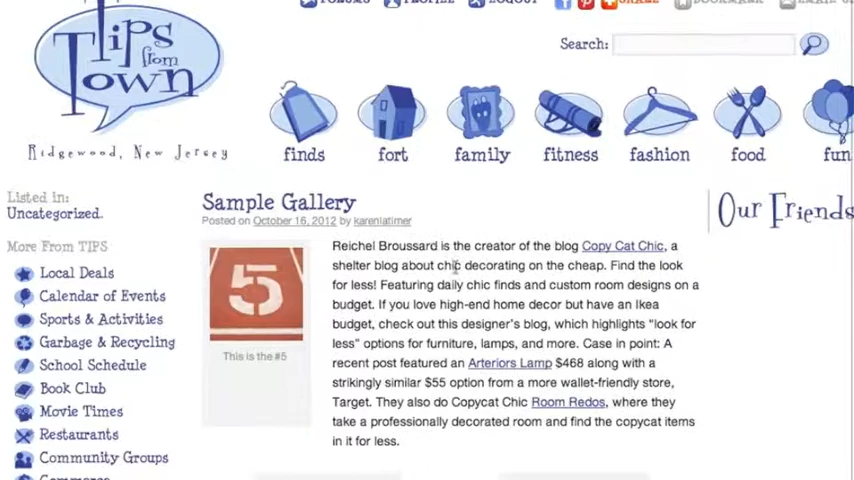 FORUMS PROFILE LOGOUT SHARE BOOKMARK
Tips
from
Town
Ridgewood, New Jersey
Search:
finds fort family fitness fashion food fun
Listed in:
Uncategorized.
More From TIPS
Local Deals
Calendar of Events
Sports & Activities
Garbage & Recycling
School Schedule
Book Club
Movie Times
Restaurants
Community Groups
Sample Gallery
Posted on October 16, 2012 by karenlatimer
5
This is the #5
Reichel Broussard is the creator of the blog Copy Cat Chic, a
shelter blog about chic decorating on the cheap. Find the look
for less! Featuring daily chic finds and custom room designs on a
budget. If you love high-end home decor but have an Ikea
budget, check out this designer's blog, which highlights "look for
less" options for furniture, lamps, and more. Case in point: A
recent post featured an Arteriors Lamp $468 along with a
strikingly similar $55 option from a more wallet-friendly store,
Target. They also do Copycat Chic Room Redos, where they
take a professionally decorated room and find the copycat items
in it for less.
Our Friends